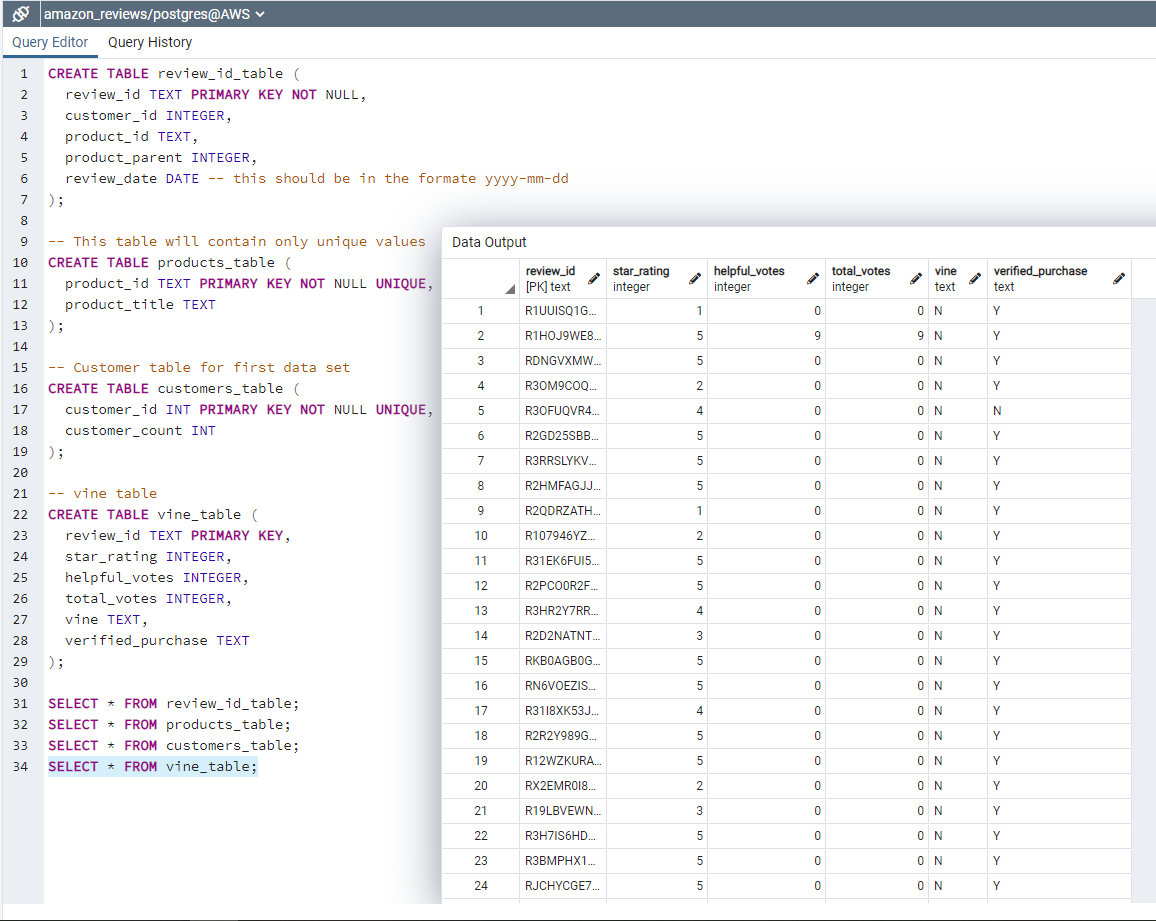 amazon_reviews/postgres@AWS
Query Editor Query History
1 CREATE TABLE review_id_table (
2 review_id TEXT PRIMARY KEY NOT NULL,
3 customer_id INTEGER,
4 product_id TEXT,
5 product_parent INTEGER,
6 review_date DATE -- this should be in the formate yyyy-mm-dd
7 );
8
9 -- This table will contain only unique values
10 CREATE TABLE products_table (
11 product_id TEXT PRIMARY KEY NOT NULL UNIQUE,
12 product_title TEXT
13 );
14
15 -- Customer table for first data set
16 CREATE TABLE customers_table (
17 customer_id INT PRIMARY KEY NOT NULL UNIQUE,
18 customer_count INT
19 );
20
21 -- vine table
22 CREATE TABLE vine_table (
23 review_id TEXT PRIMARY KEY,
24 star_rating INTEGER,
25 helpful_votes INTEGER,
26 total_votes INTEGER,
27 vine TEXT,
28 verified_purchase TEXT
29 );
30
31 SELECT * FROM review_id_table;
32 SELECT * FROM products_table;
33 SELECT * FROM customers_table;
34 SELECT * FROM vine_table;
Data Output
review_id star_rating helpful_votes total_votes vine verified_purchase
[PK] text integer integer integer text text
1 R1UUISQ1G... 1 0 0 N Y
2 R1HOJ9WE8... 5 9 9 N Y
3 RDNGVXMW... 5 0 0 N Y
4 R3OM9COQ... 2 0 0 N Y
5 R3OFUQVR4... 4 0 0 N N
6 R2GD25SBB... 5 0 0 N Y
7 R3RRSLYKV... 5 0 0 N Y
8 R2HMFAGJJ... 5 0 0 N Y
9 R2QDRZATH... 1 0 0 N Y
10 R107946YZ... 2 0 0 N Y
11 R31EK6FUI5... 5 0 0 N Y
12 R2PCO0R2F... 5 0 0 N Y
13 R3HR2Y7RR... 4 0 0 N Y
14 R2D2NATNT... 3 0 0 N Y
15 RKB0AGB0G... 5 0 0 N Y
16 RN6VOEZIS... 5 0 0 N Y
17 R31I8XK53J... 4 0 0 N Y
18 R2R2Y989G... 5 0 0 N Y
19 R12WZKURA... 5 0 0 N Y
20 RX2EMR0I8... 2 0 0 N Y
21 R19LBVEWN... 3 0 0 N Y
22 R3H7IS6HD... 5 0 0 N Y
23 R3BMPHX1... 5 0 0 N Y
24 RJCHYCGE7... 5 0 0 N Y